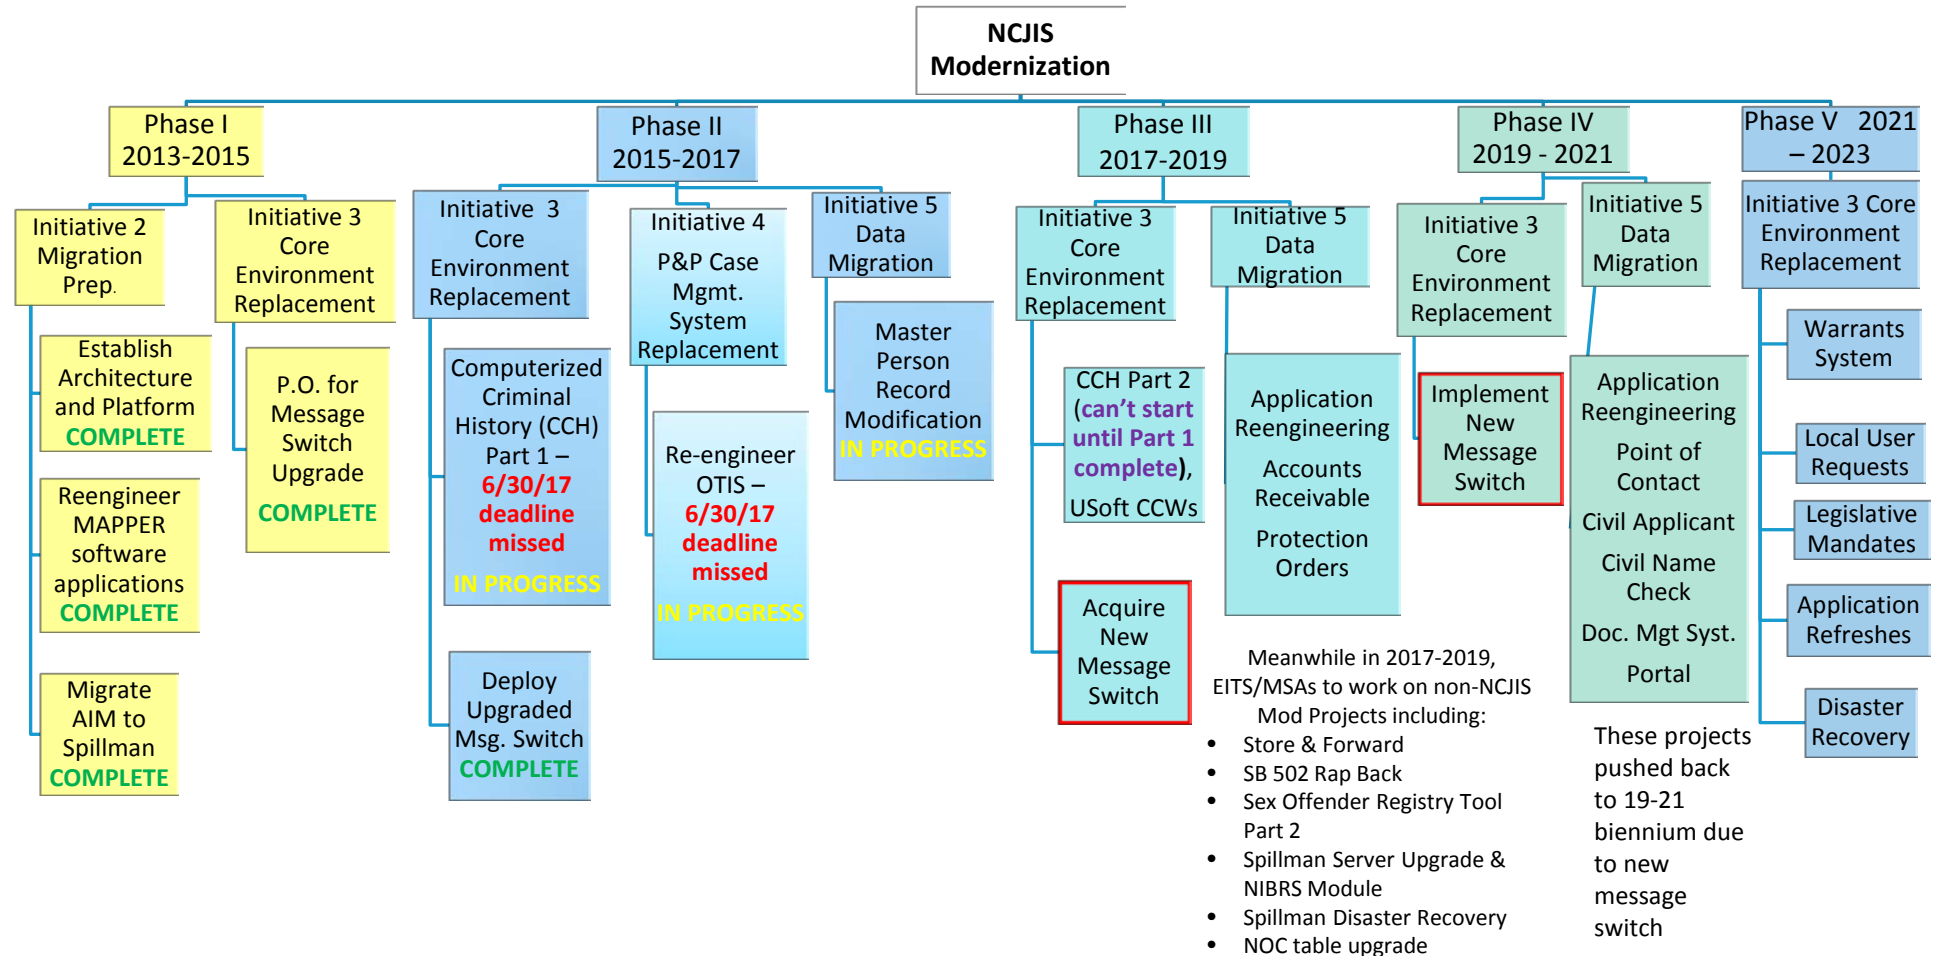 NCJIS
Modernization
Phase I
2013-2015
Initiative 2
Migration
Prep.
Establish
Architecture
and Platform
COMPLETE
Reengineer
MAPPER
software
applications
COMPLETE
Migrate
AIM to
Spillman
COMPLETE
Initiative 3
Core
Environment
Replacement
P.O. for
Message
Switch
Upgrade
COMPLETE
Phase II
2015-2017
Initiative 3
Core
Environment
Replacement
Computerized
Criminal
History (CCH)
Part 1 –
6/30/17
deadline
missed
IN PROGRESS
Deploy
Upgraded
Msg. Switch
COMPLETE
Initiative 4
P&P Case
Mgmt.
System
Replacement
Re-engineer
OTIS –
6/30/17
deadline
missed
IN PROGRESS
Initiative 5
Data
Migration
Master
Person
Record
Modification
IN PROGRESS
Phase III
2017-2019
Initiative 3
Core
Environment
Replacement
CCH Part 2
(can’t start
until Part 1
complete),
USoft CCWs
Acquire
New
Message
Switch
Initiative 5
Data
Migration
Application
Reengineering
Accounts
Receivable
Protection
Orders
Meanwhile in 2017-2019,
EITS/MSAs to work on non-NCJIS
Mod Projects including:
• Store & Forward
• SB 502 Rap Back
• Sex Offender Registry Tool
Part 2
• Spillman Server Upgrade &
NIBRS Module
• Spillman Disaster Recovery
• NOC table upgrade
Phase IV
2019 - 2021
Initiative 3
Core
Environment
Replacement
Implement
New
Message
Switch
Initiative 5
Data
Migration
Application
Reengineering
Point of
Contact
Civil Applicant
Civil Name
Check
Doc. Mgt Syst.
Portal
These projects
pushed back
to 19-21
biennium due
to new
message
switch
Phase V 2021
– 2023
Initiative 3 Core
Environment
Replacement
Warrants
System
Local User
Requests
Legislative
Mandates
Application
Refreshes
Disaster
Recovery